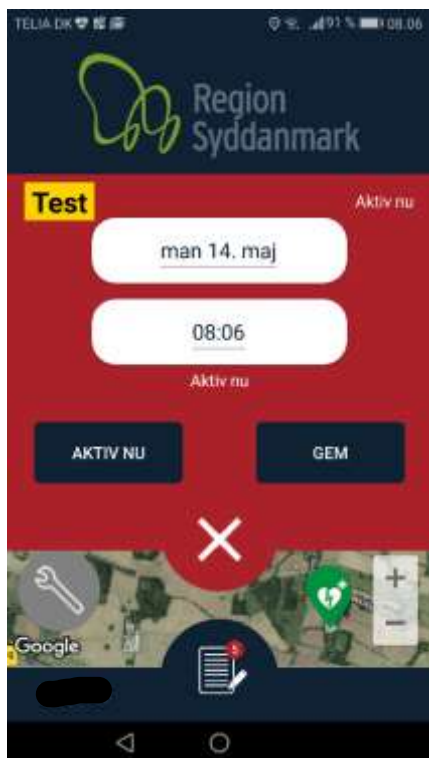 TELIA DK 91 % 08.06
Region
Syddanmark
Test
Aktiv nu
man 14. maj
08:06
Aktiv nu
AKTIV NU
GEM
+
−
Google